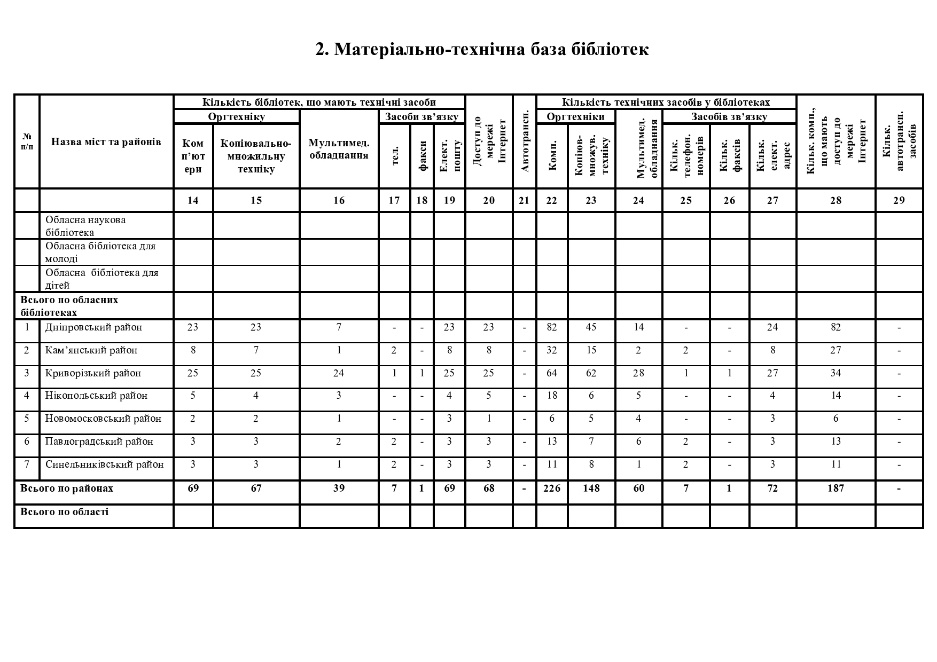 2. Матеріально-технічна база бібліотек
№ п/п
Назва міст та районів
Кількість бібліотек, що мають технічні засоби
Оргтехніку
Ком
п’ют
ери
Копіювально-
множильну
техніку
Мультимед.
обладнання
Засоби зв’язку
тел.
факси
Елект.
пошту
Доступ до
мережі
Інтернет
Автотрансп.
Кількість технічних засобів у бібліотеках
Оргтехніки
Комп.
Копіюв-
множув.
техніку
Мультимед.
обладнання
Засобів зв’язку
Кільк.
телефон.
номерів
Кільк.
факсів
Кільк.
елект.
адрес
Кільк. комп.,
що мають
доступ до
мережі
Інтернет
Кільк.
автотрансп.
засобів
14 15 16 17 18 19 20 21 22 23 24 25 26 27 28 29
Обласна наукова
бібліотека
Обласна бібліотека для
молоді
Обласна бібліотека для
дітей
Всього по обласних
бібліотеках
1 Дніпровський район 23 23 7 - - 23 23 - 82 45 14 - - 24 82 -
2 Кам’янський район 8 7 1 2 - 8 8 - 32 15 2 2 - 8 27 -
3 Криворізький район 25 25 24 1 1 25 25 - 64 62 28 1 1 27 34 -
4 Нікопольський район 5 4 3 - - 4 5 - 18 6 5 - - 4 14 -
5 Новомосковський район 2 2 1 - - 3 1 - 6 5 4 - - 3 6 -
6 Павлоградський район 3 3 2 2 - 3 3 - 13 7 6 2 - 3 13 -
7 Синельниківський район 3 3 1 2 - 3 3 - 11 8 1 2 - 3 11 -
Всього по районах 69 67 39 7 1 69 68 - 226 148 60 7 1 72 187 -
Всього по області